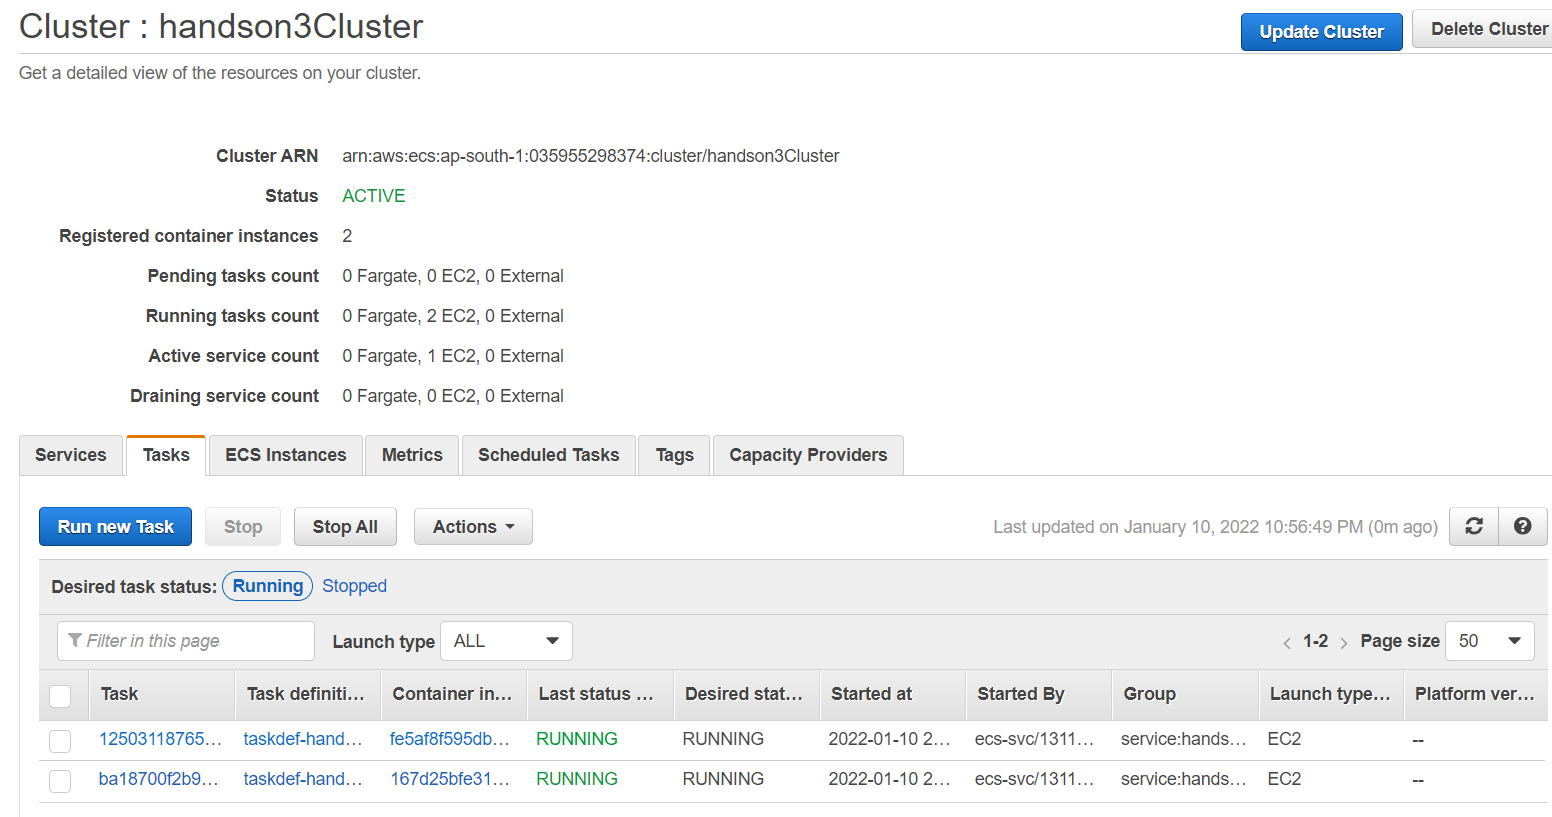 Cluster : handson3Cluster
Update Cluster
Delete Cluster
Get a detailed view of the resources on your cluster.
Cluster ARN arn:aws:ecs:ap-south-1:035955298374:cluster/handson3Cluster
Status ACTIVE
Registered container instances 2
Pending tasks count 0 Fargate, 0 EC2, 0 External
Running tasks count 0 Fargate, 2 EC2, 0 External
Active service count 0 Fargate, 1 EC2, 0 External
Draining service count 0 Fargate, 0 EC2, 0 External
Services Tasks ECS Instances Metrics Scheduled Tasks Tags Capacity Providers
Run new Task Stop Stop All Actions Last updated on January 10, 2022 10:56:49 PM (0m ago)
Desired task status: Running Stopped
Filter in this page Launch type ALL 1-2 Page size 50
Task Task definiti... Container in... Last status ... Desired stat... Started at Started By Group Launch type... Platform ver...
12503118765... taskdef-hand... fe5af8f595db... RUNNING RUNNING 2022-01-10 2... ecs-svc/1311... service:hands... EC2 --
ba18700f2b9... taskdef-hand... 167d25bfe31... RUNNING RUNNING 2022-01-10 2... ecs-svc/1311... service:hands... EC2 --